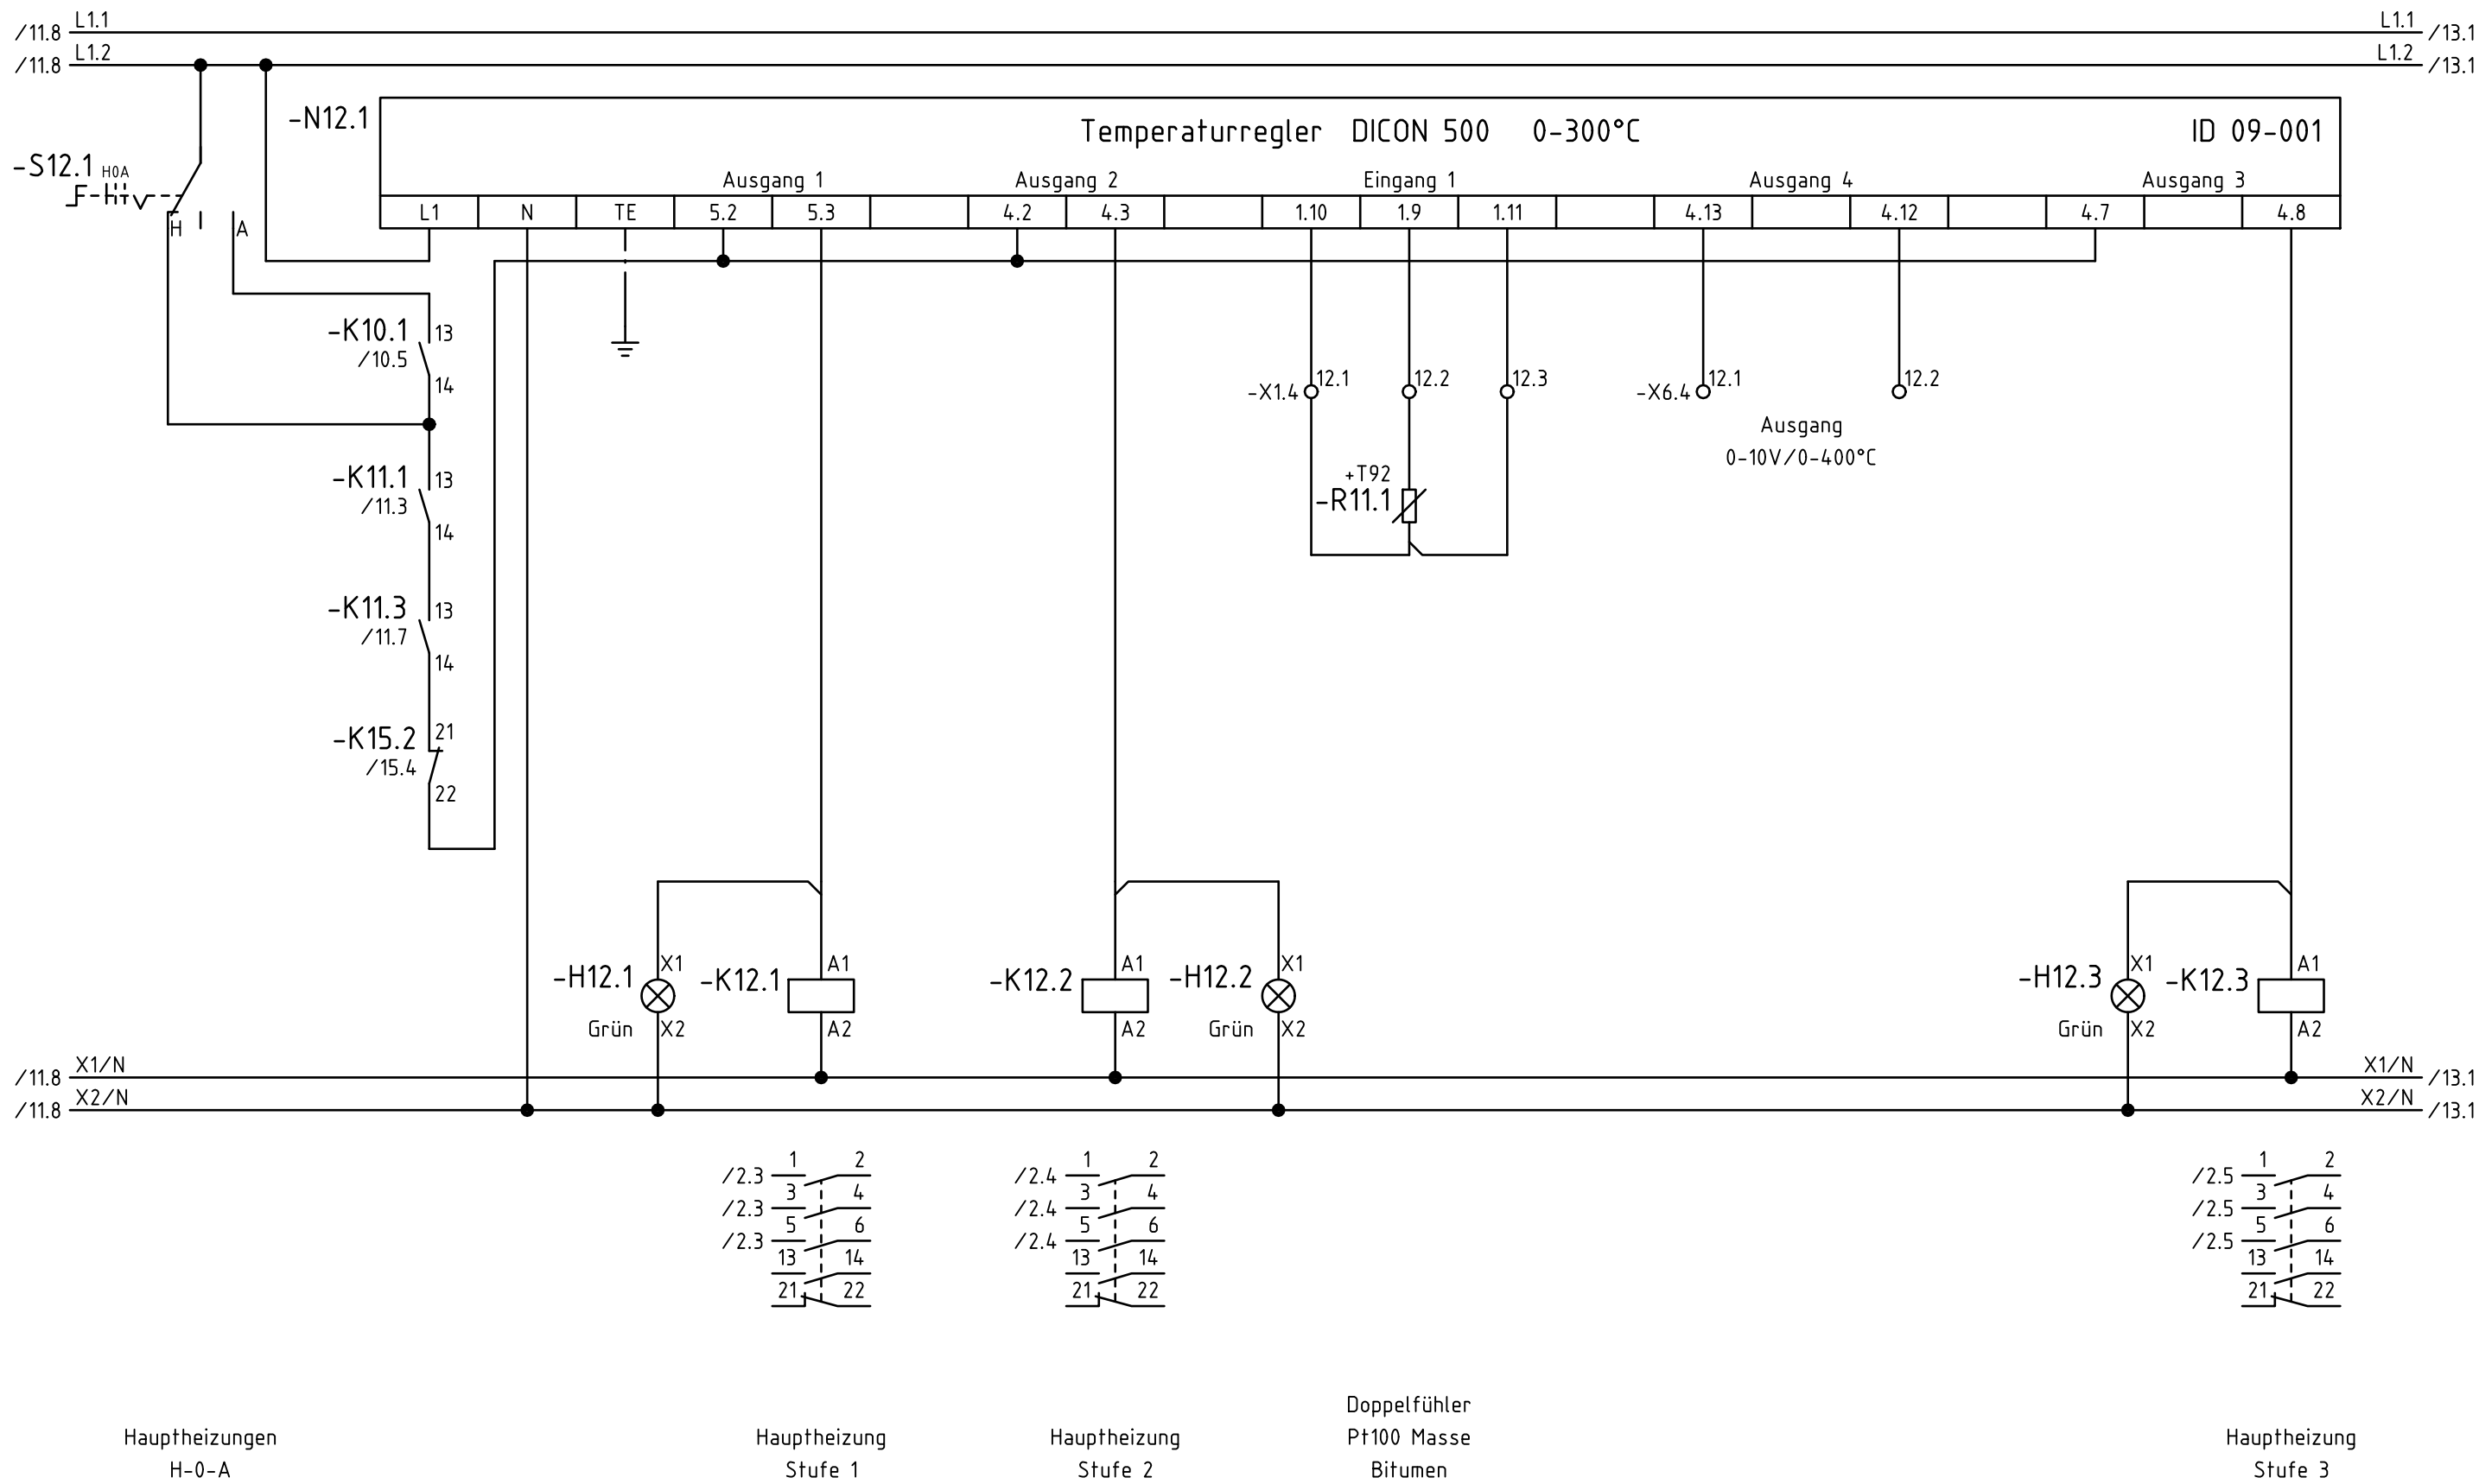 L1.1 L1.1
/11.8 /13.1
L1.2 L1.2
/11.8 /13.1
-N12.1
Temperaturregler DICON 500 0-300°C ID 09-001
-S12.1 H0A
Ausgang 1 Ausgang 2 Eingang 1 Ausgang 4 Ausgang 3
L1 N TE 5.2 5.3 4.2 4.3 1.10 1.9 1.11 4.13 4.12 4.7 4.8
H A
-K10.1 13
/10.5
14
-X1.4 12.1 12.2 12.3 -X6.4 12.1 12.2
Ausgang
0-10V/0-400°C
-K11.1 13
/11.3
14
+T92
-R11.1
-K11.3 13
/11.7
14
-K15.2 21
/15.4
22
-H12.1 X1 -K12.1 A1 -K12.2 A1 -H12.2 X1 -H12.3 X1 -K12.3 A1
Grün X2 A2 A2 Grün X2 Grün X2 A2
X1/N X1/N
/11.8 /13.1
X2/N X2/N
/11.8 /13.1
1 2 1 2 1 2
/2.3 /2.4 /2.5
3 4 3 4 3 4
/2.3 /2.4 /2.5
5 6 5 6 5 6
/2.3 /2.4 /2.5
13 14 13 14 13 14
21 22 21 22 21 22
Doppelfühler
Hauptheizungen Hauptheizung Hauptheizung Pt100 Masse Hauptheizung
H-0-A Stufe 1 Stufe 2 Bitumen Stufe 3